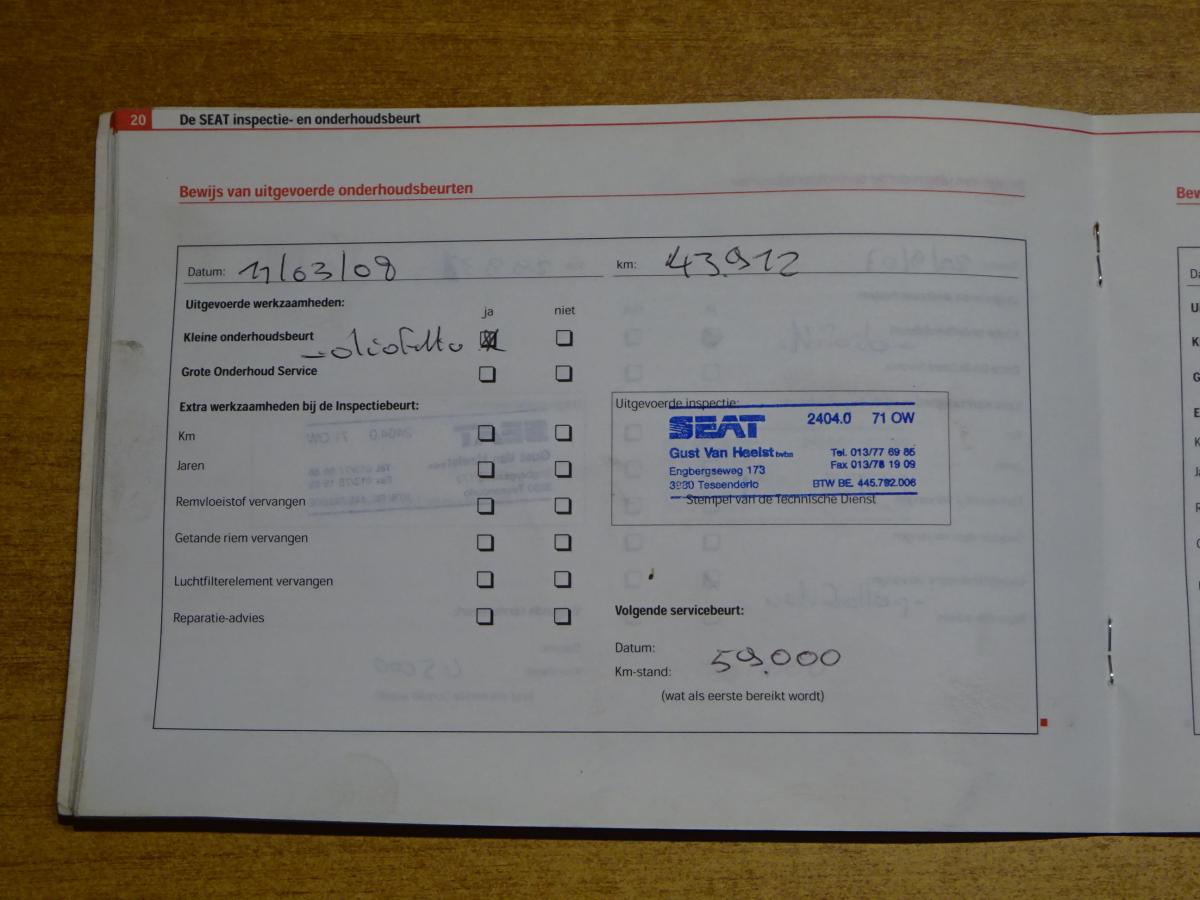 20 De SEAT inspectie- en onderhoudsbeurt
Bewijs van uitgevoerde onderhoudsbeurten
Bew
Datum: 11/03/08 km: 43.912
Uitgevoerde werkzaamheden:
ja niet
Kleine onderhoudsbeurt
Grote Onderhoud Service
Extra werkzaamheden bij de Inspectiebeurt:
Km
Jaren
Remvloeistof vervangen
Getande riem vervangen
Luchtfilterelement vervangen
Reparatie-advies
Uitgevoerde inspectie:
SEAT 2404.0 71 OW
Gust Van Heelst bvba Tel. 013/77 69 86
Engbergseweg 173 Fax 013/78 19 09
3980 Tessenderlo BTW BE. 445.792.006
Stempel van de Technische Dienst
Volgende servicebeurt:
Datum:
Km-stand: 59.000
(wat als eerste bereikt wordt)